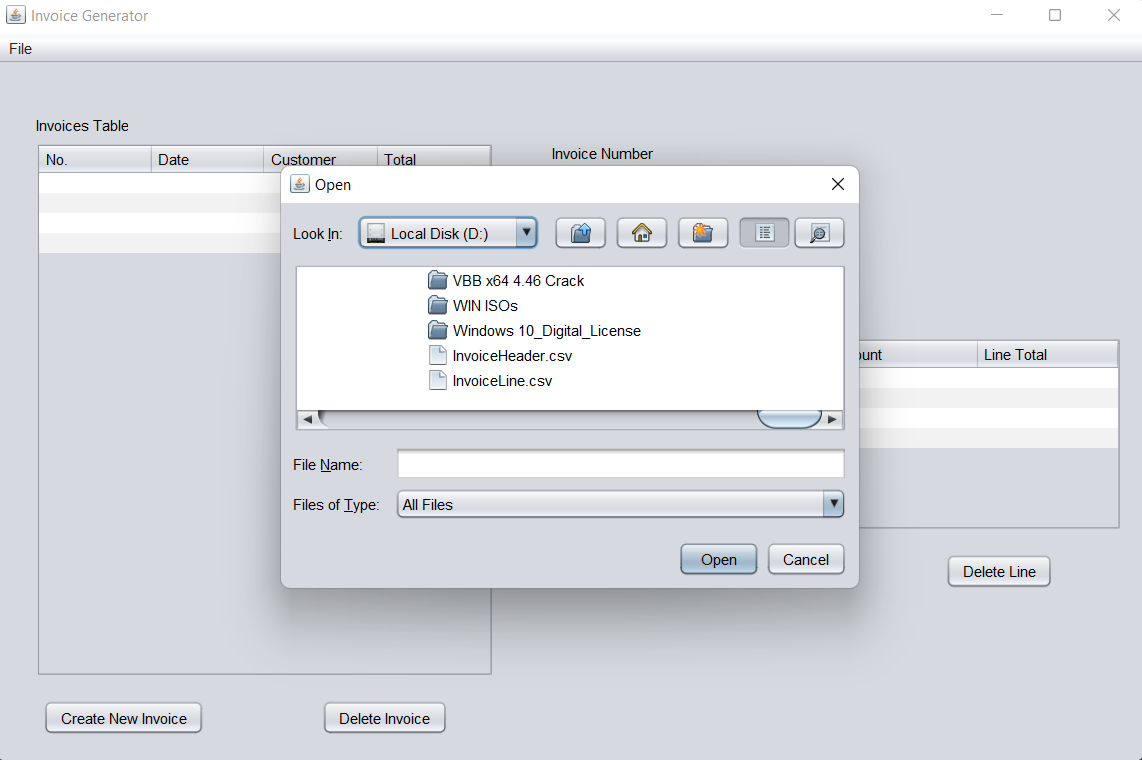 Invoice Generator
File
Invoices Table
No. Date Customer Total
Invoice Number
Open
Look In: Local Disk (D:)
VBB x64 4.46 Crack
WIN ISOs
Windows 10_Digital_License
InvoiceHeader.csv
InvoiceLine.csv
Line Total
File Name:
Files of Type: All Files
Open Cancel
Delete Line
Create New Invoice Delete Invoice